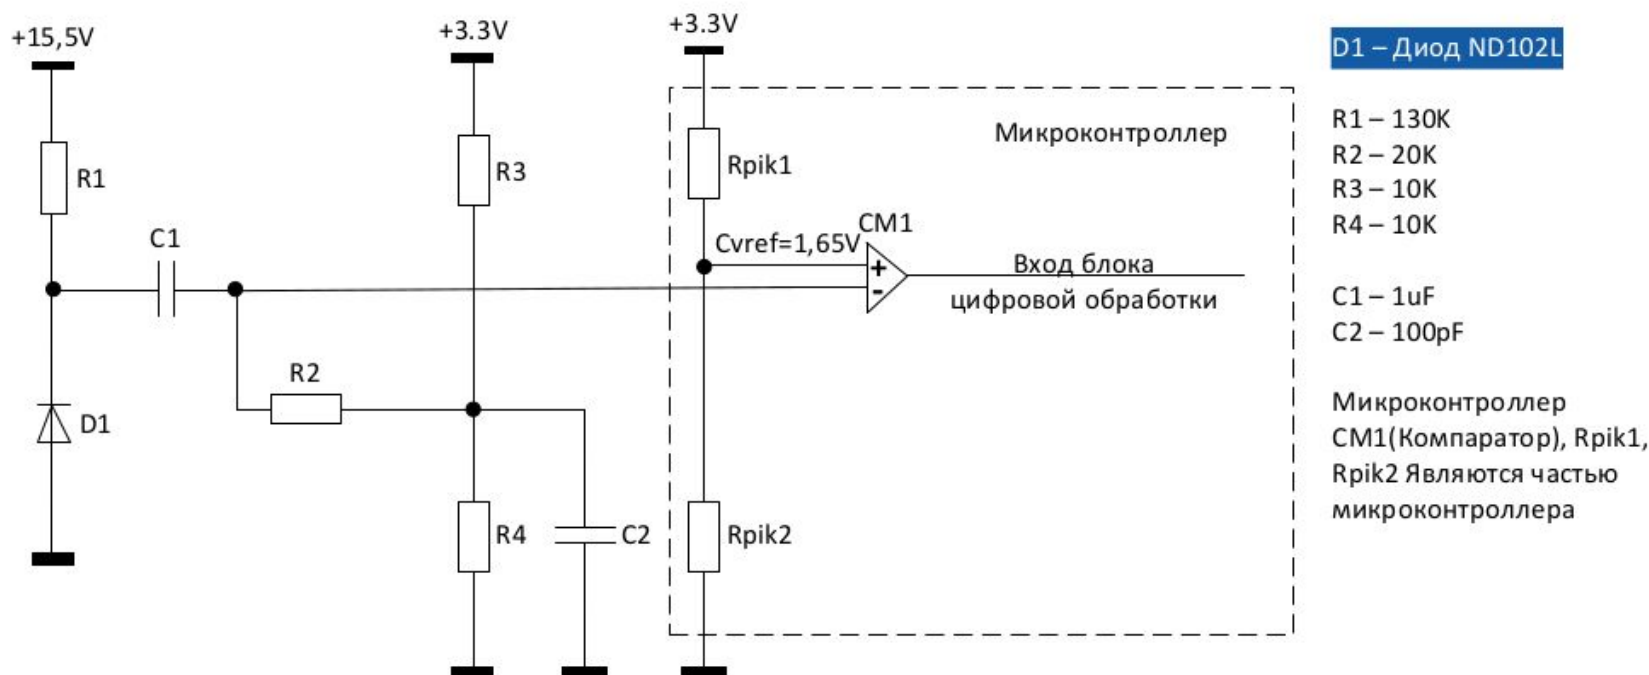 +15,5V
+3.3V
+3.3V
D1 – Диод ND102L
R1 – 130K
R2 – 20K
R3 – 10K
R4 – 10K
C1 – 1uF
C2 – 100pF
Микроконтроллер
CM1(Компаратор), Rpik1,
Rpik2 Являются частью
микроконтроллера
Микроконтроллер
R1
R3
Rpik1
C1
Cvref=1,65V
CM1
+
-
Вход блока
цифровой обработки
R2
D1
R4
C2
Rpik2